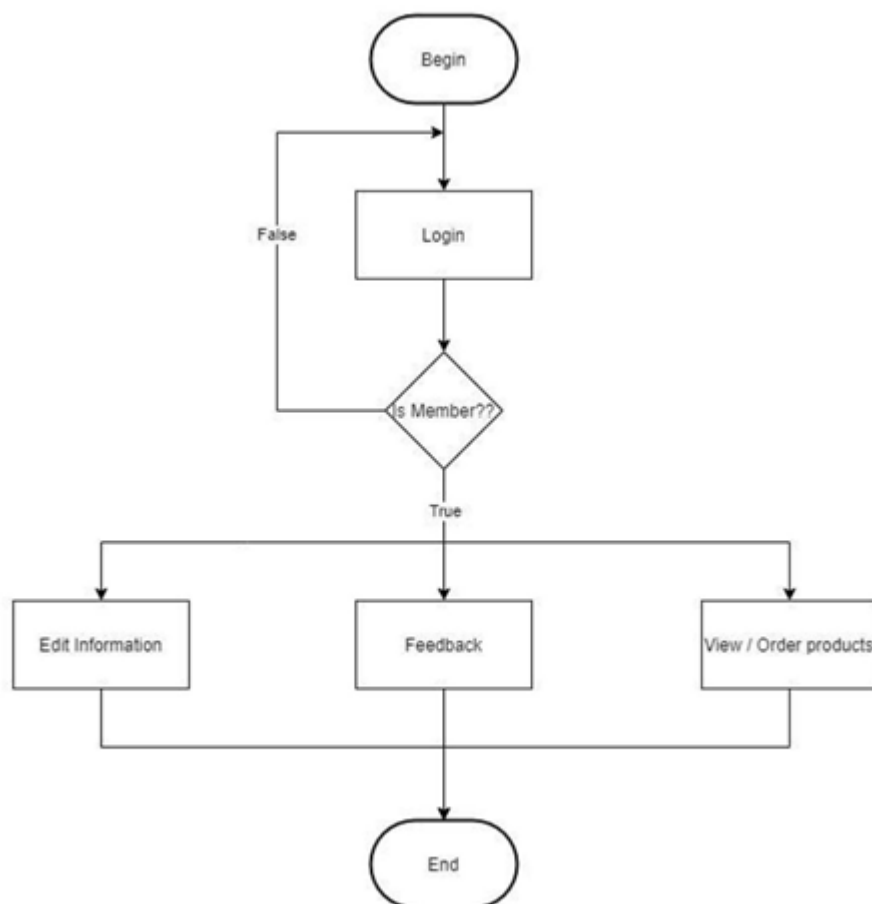 Begin
False
Login
Is Member??
True
Edit Information
Feedback
View / Order products
End